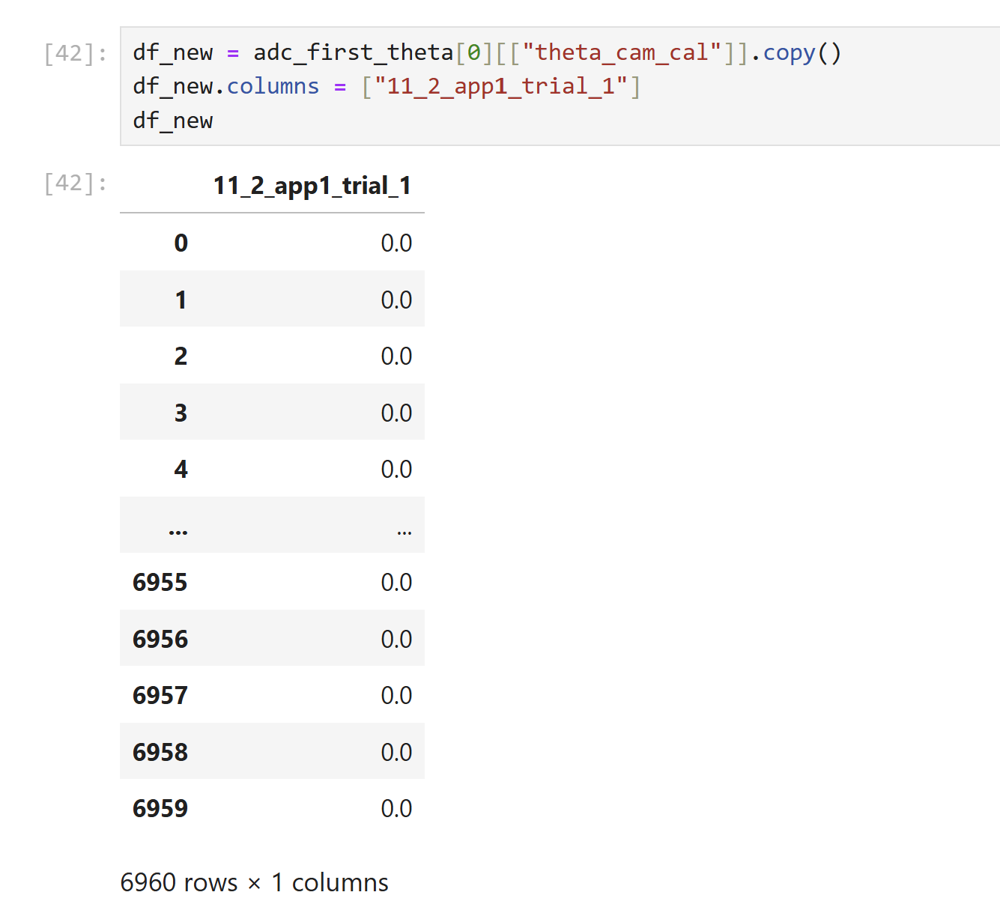 [42]: df_new = adc_first_theta[0][["theta_cam_cal"]].copy()
df_new.columns = ["11_2_app1_trial_1"]
df_new
[42]: 11_2_app1_trial_1
0 0.0
1 0.0
2 0.0
3 0.0
4 0.0
... ...
6955 0.0
6956 0.0
6957 0.0
6958 0.0
6959 0.0
6960 rows × 1 columns